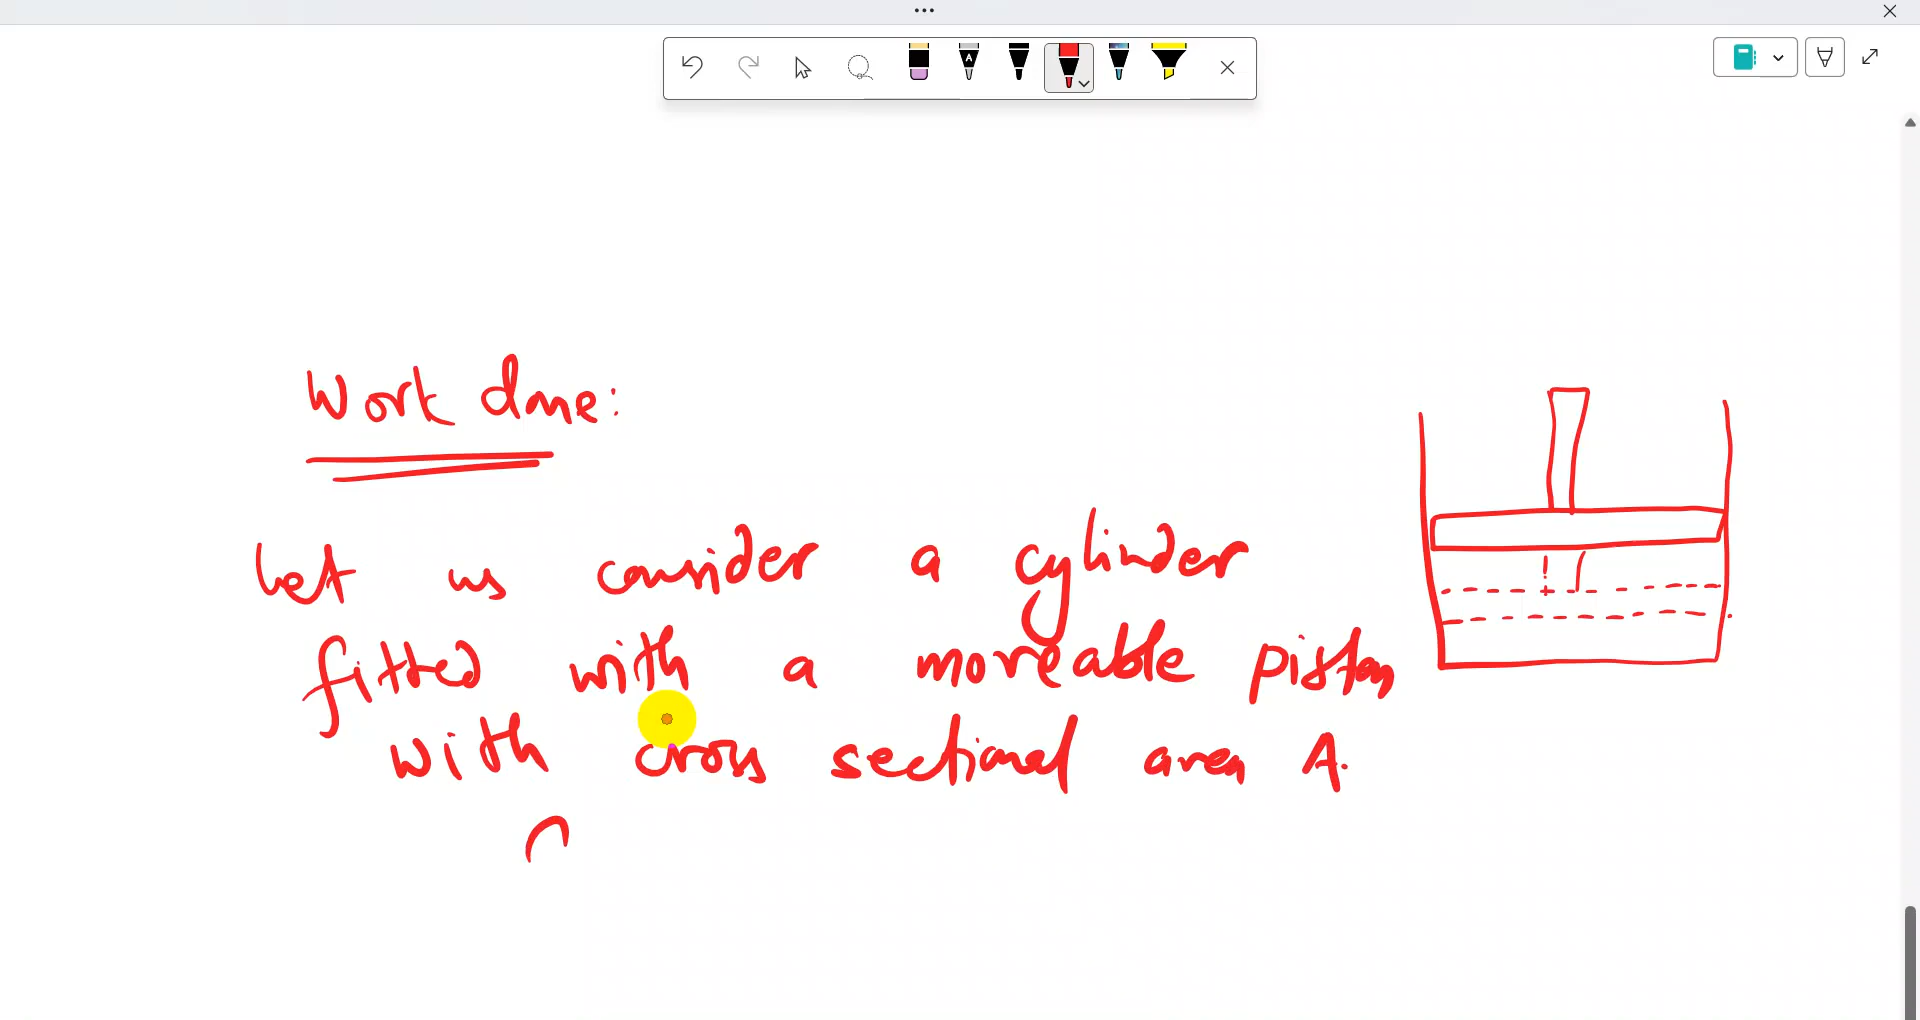 Work done:
Let us consider a cylinder
fitted with a moveable piston
with cross sectional area A.